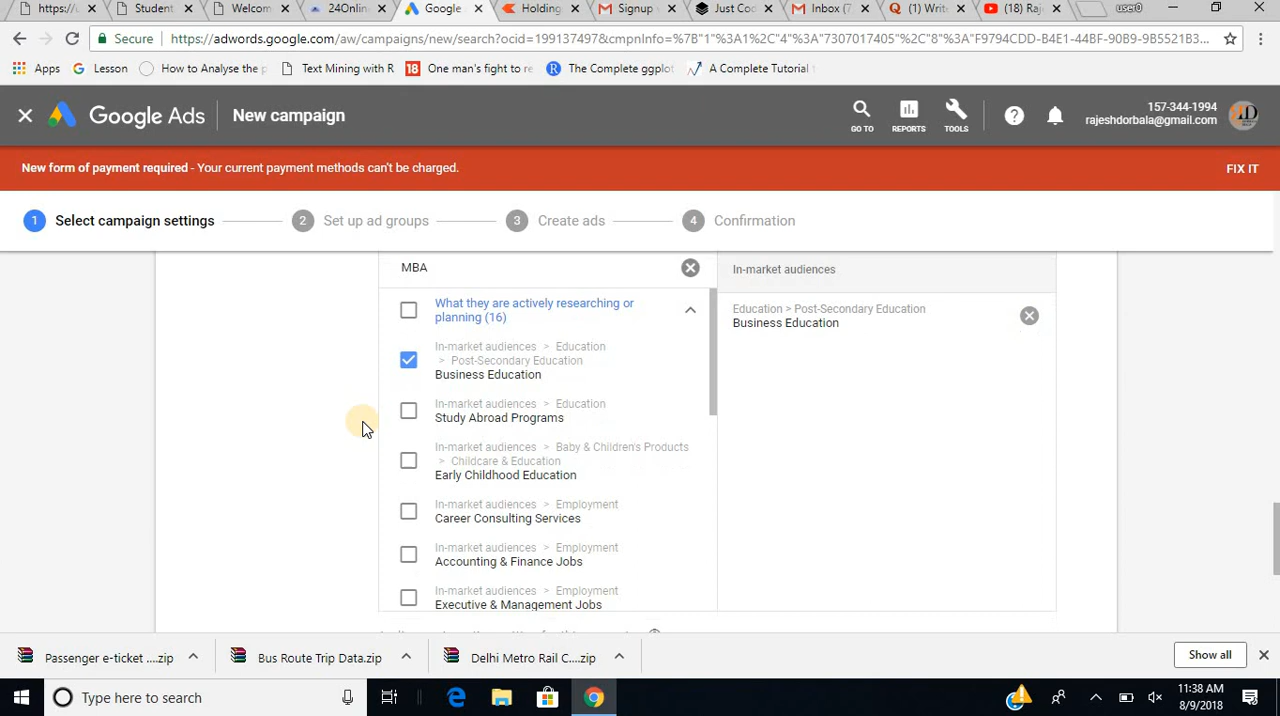 https://u
Student
Welcom
24Online
Google
Holding
Signup
Just Cod
Inbox (1
(1) Write
(18) Raje
user0
Secure
https://adwords.google.com/aw/campaigns/new/search?ocid=199137497&cmpnInfo=%7B"1"%3A1%2C"4"%3A"7307017405"%2C"8"%3A"F9794CDD-B4E1-44BF-90B9-9B5521B3...
Apps
Lesson
How to Analyse the p
Text Mining with R
18
One man's fight to re
R
The Complete ggplot
A Complete Tutorial t
Google Ads
New campaign
GO TO
REPORTS
TOOLS
157-344-1994
rajeshdorbala@gmail.com
New form of payment required - Your current payment methods can't be charged.
FIX IT
1 Select campaign settings
2 Set up ad groups
3 Create ads
4 Confirmation
MBA
In-market audiences
What they are actively researching or
planning (16)
Education > Post-Secondary Education
Business Education
In-market audiences > Education
> Post-Secondary Education
Business Education
In-market audiences > Education
Study Abroad Programs
In-market audiences > Baby & Children's Products
> Childcare & Education
Early Childhood Education
In-market audiences > Employment
Career Consulting Services
In-market audiences > Employment
Accounting & Finance Jobs
In-market audiences > Employment
Executive & Management Jobs
Passenger e-ticket ....zip
Bus Route Trip Data.zip
Delhi Metro Rail C....zip
Show all
Type here to search
11:38 AM
8/9/2018